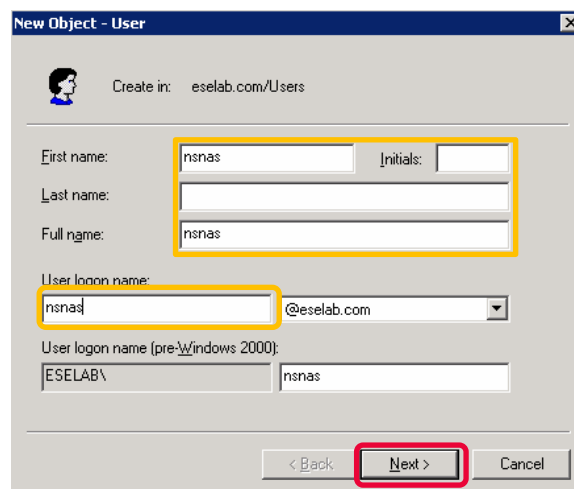 New Object - User
Create in: eselab.com/Users
First name: nsnas Initials:
Last name:
Full name: nsnas
User logon name:
nsnas @eselab.com
User logon name (pre-Windows 2000):
ESELAB\ nsnas
< Back Next > Cancel